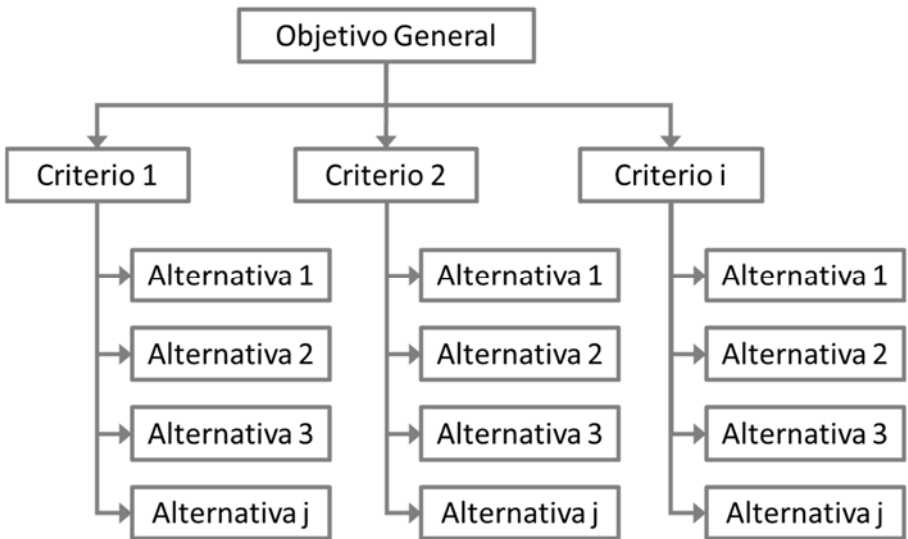 Objetivo General
Criterio 1
Criterio 2
Criterio i
Alternativa 1
Alternativa 1
Alternativa 1
Alternativa 2
Alternativa 2
Alternativa 2
Alternativa 3
Alternativa 3
Alternativa 3
Alternativa j
Alternativa j
Alternativa j